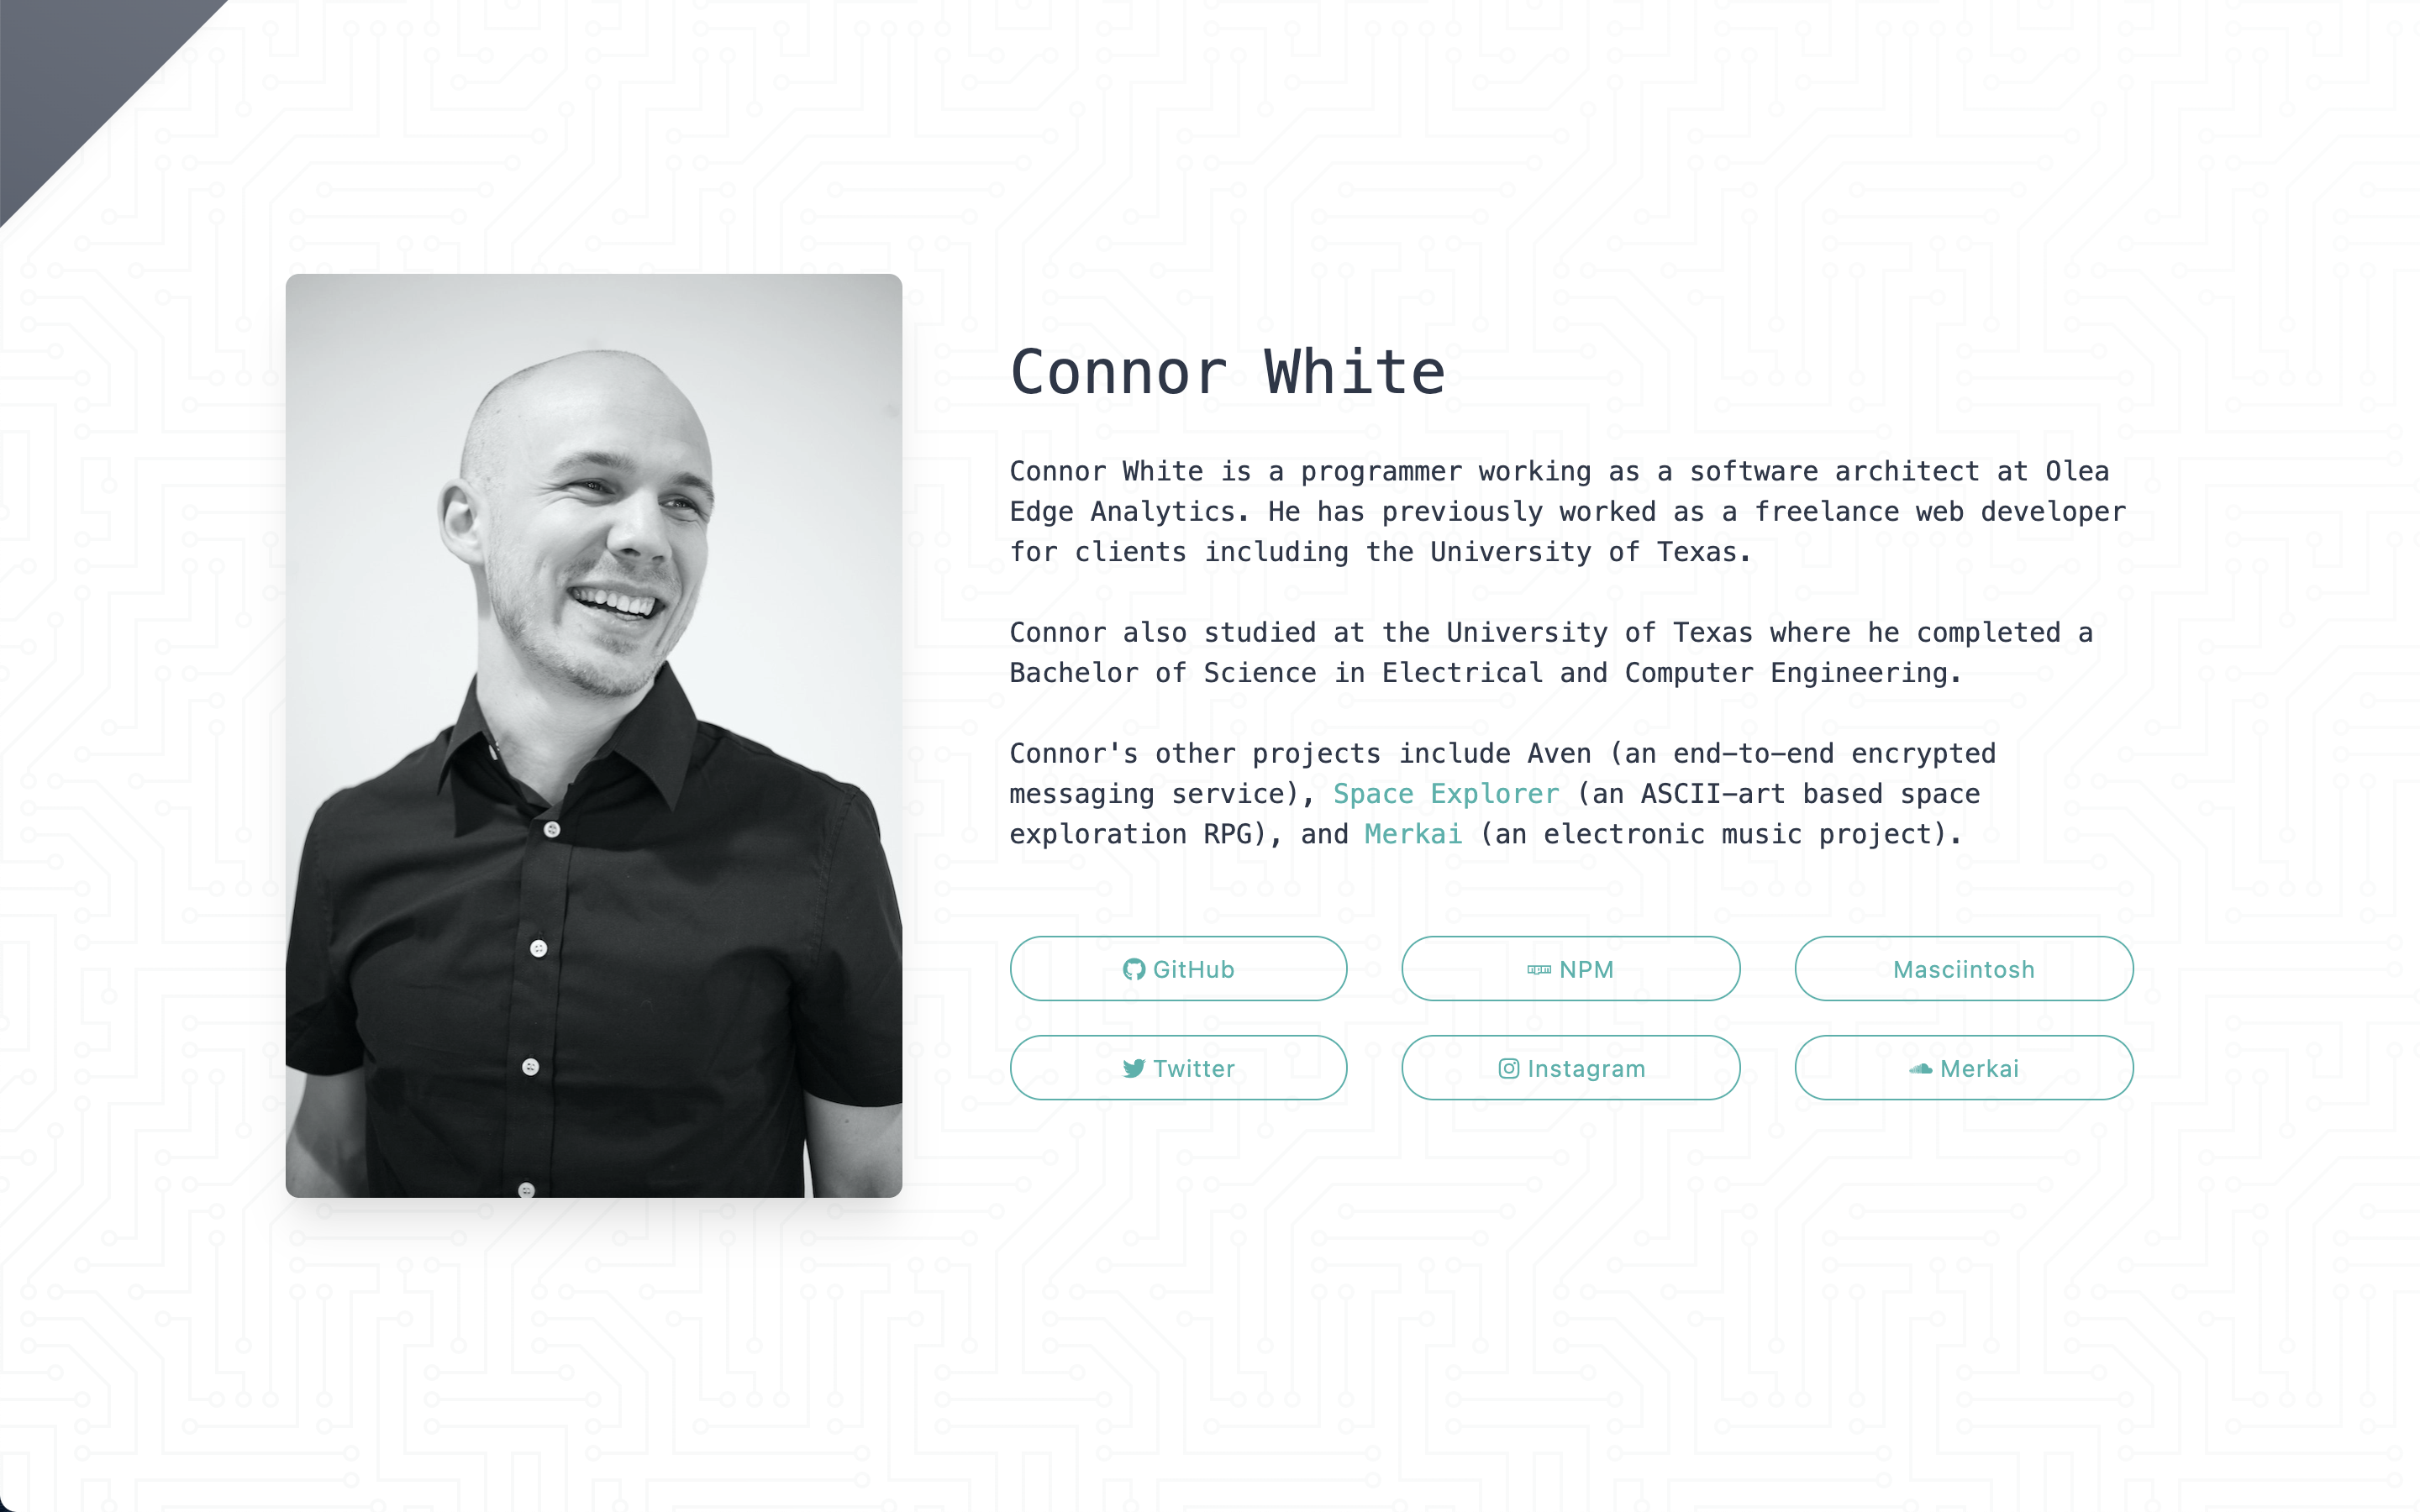 Connor White
Connor White is a programmer working as a software architect at Olea
Edge Analytics. He has previously worked as a freelance web developer
for clients including the University of Texas.
Connor also studied at the University of Texas where he completed a
Bachelor of Science in Electrical and Computer Engineering.
Connor's other projects include Aven (an end-to-end encrypted
messaging service), Space Explorer (an ASCII-art based space
exploration RPG), and Merkai (an electronic music project).
GitHub
NPM
Masciintosh
Twitter
Instagram
Merkai